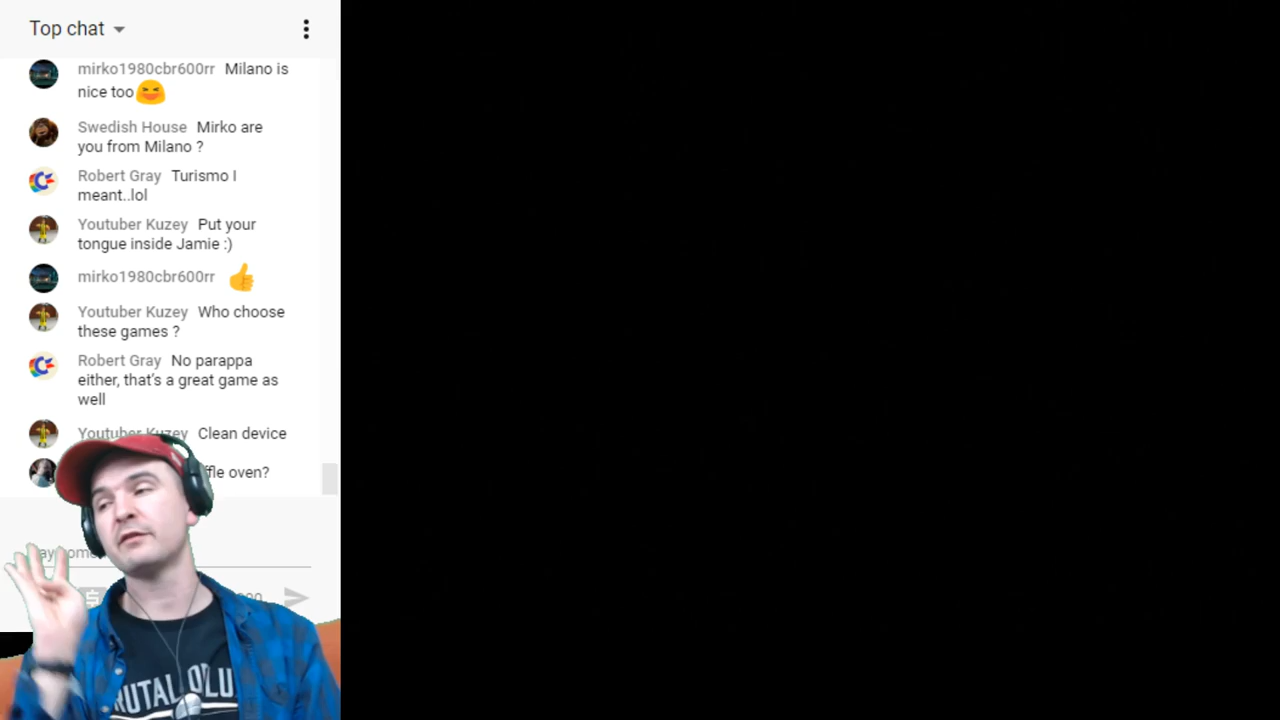 Top chat
mirko1980cbr600rr Milano is
nice too
Swedish House Mirko are
you from Milano ?
Robert Gray Turismo I
meant..lol
Youtuber Kuzey Put your
tongue inside Jamie :)
mirko1980cbr600rr
Youtuber Kuzey Who choose
these games ?
Robert Gray No parappa
either, that's a great game as
well
Youtuber Kuzey Clean device
oven?